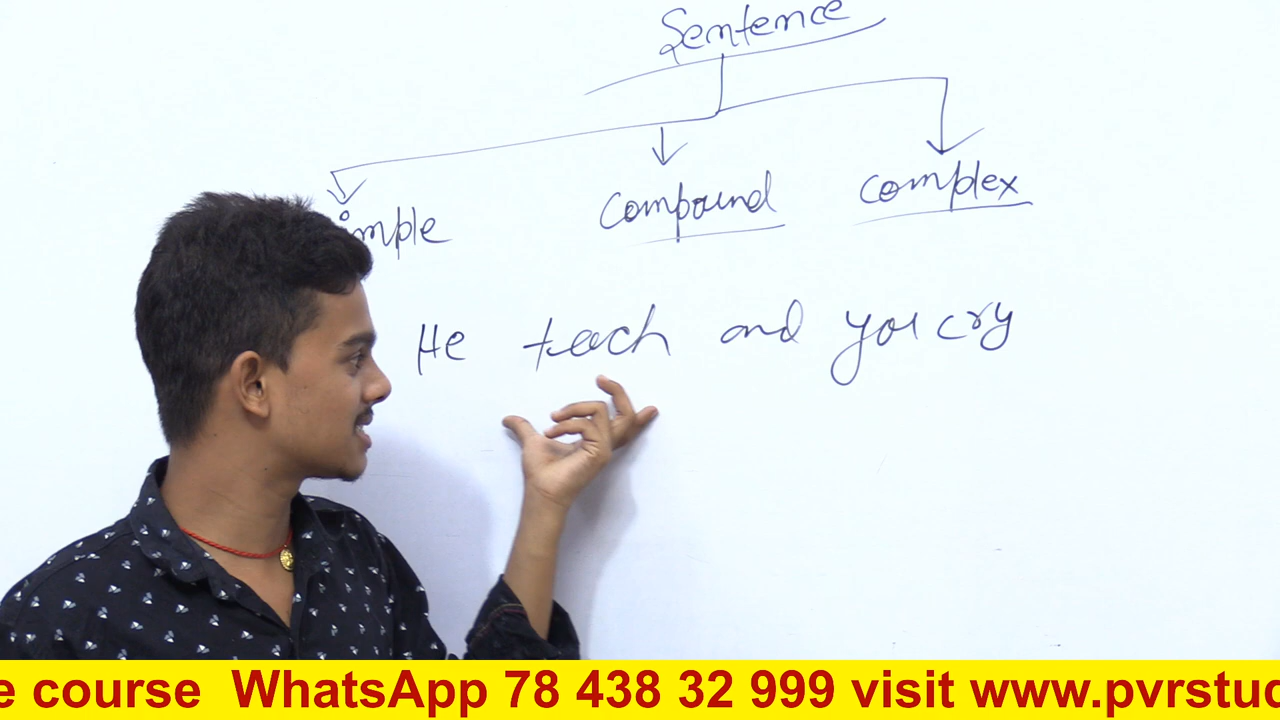 Sentence
imple compound complex
He teach and you cry
e course WhatsApp 78 438 32 999 visit www.pvrstud